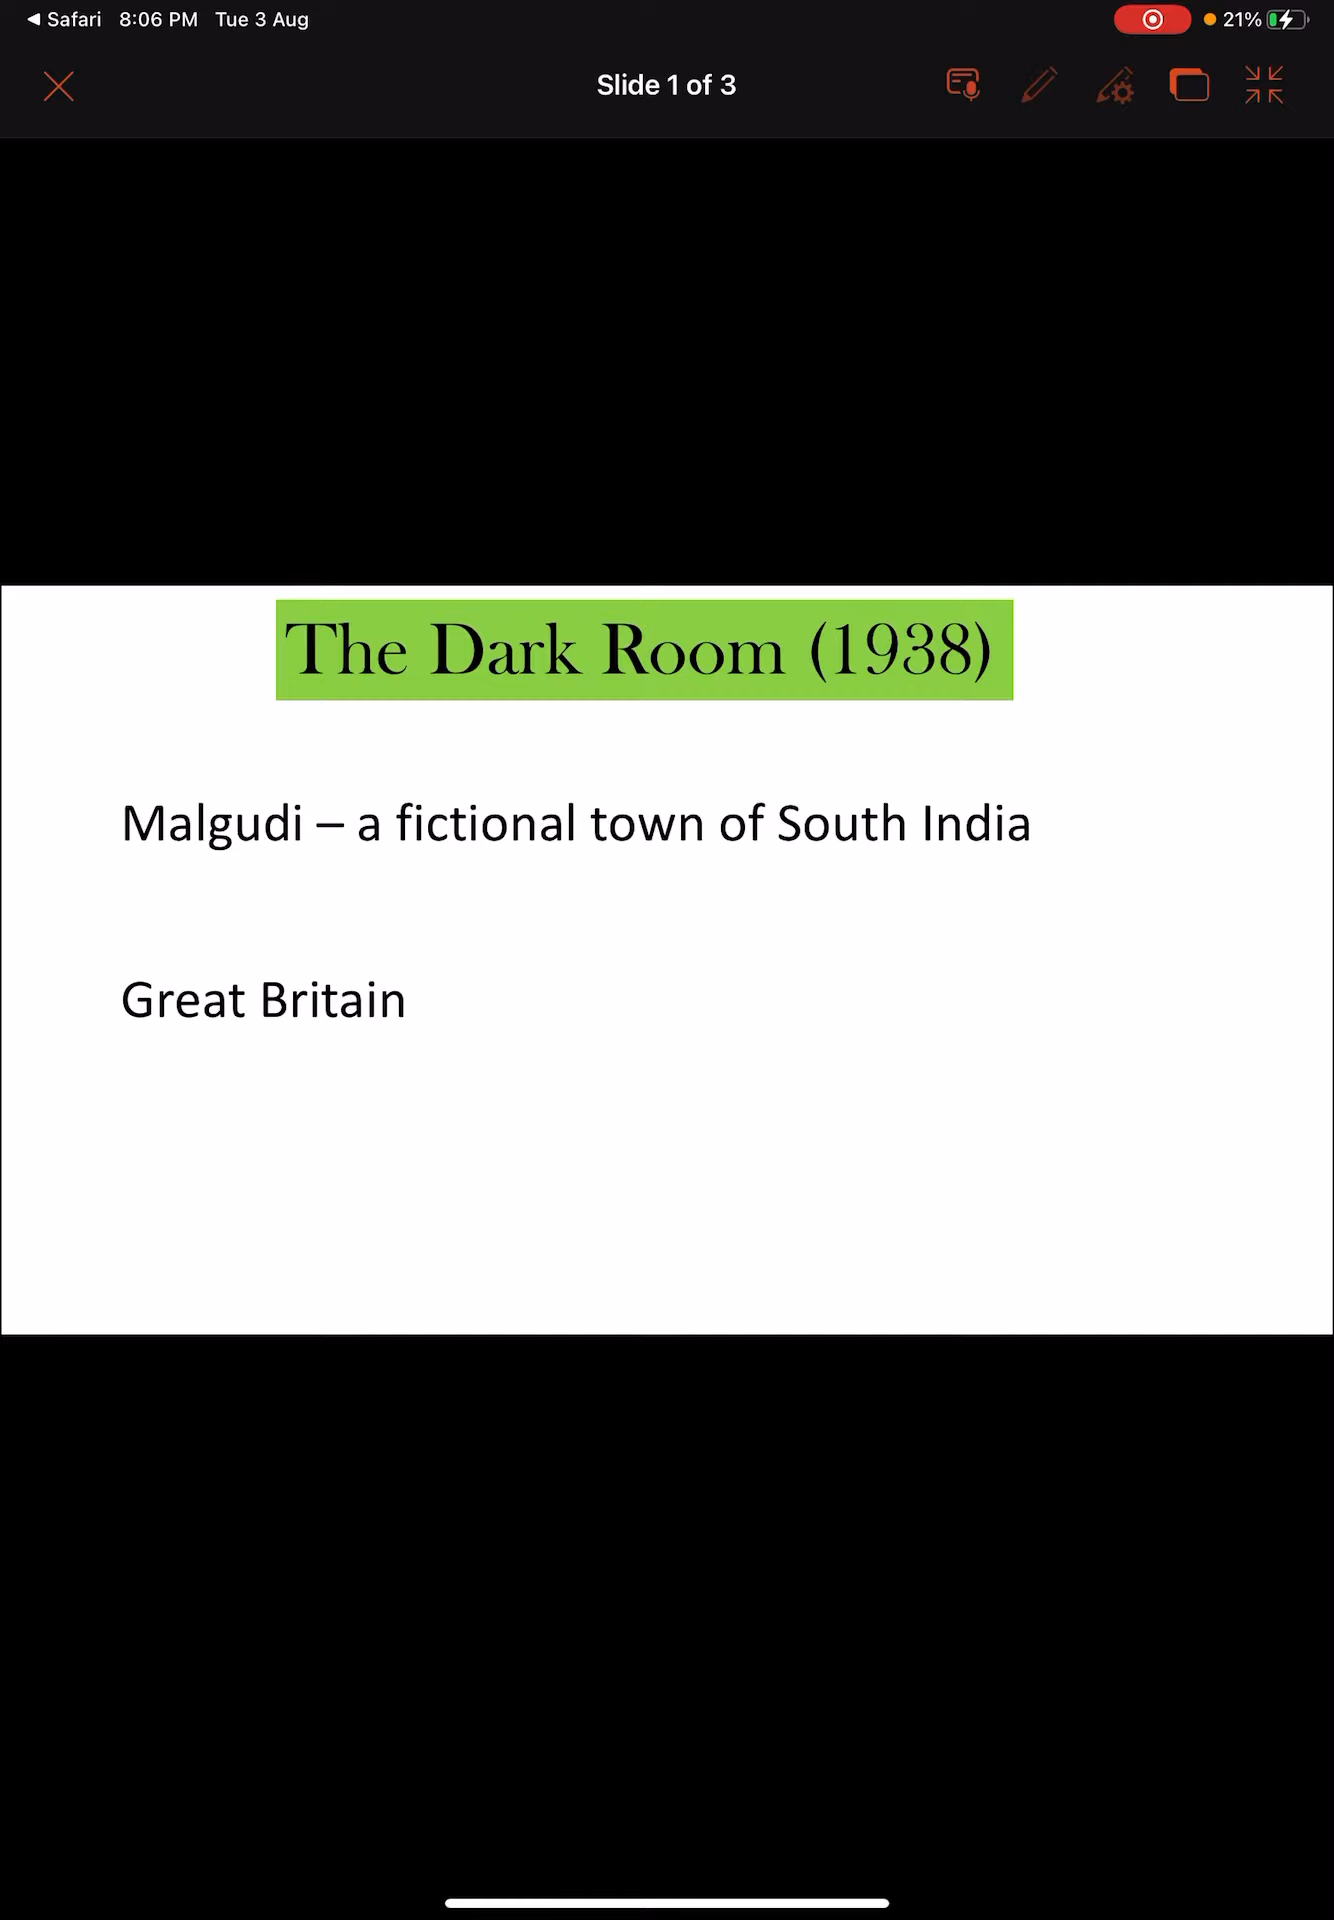 Safari 8:06 PM Tue 3 Aug 21%
Slide 1 of 3
The Dark Room (1938)
Malgudi – a fictional town of South India
Great Britain